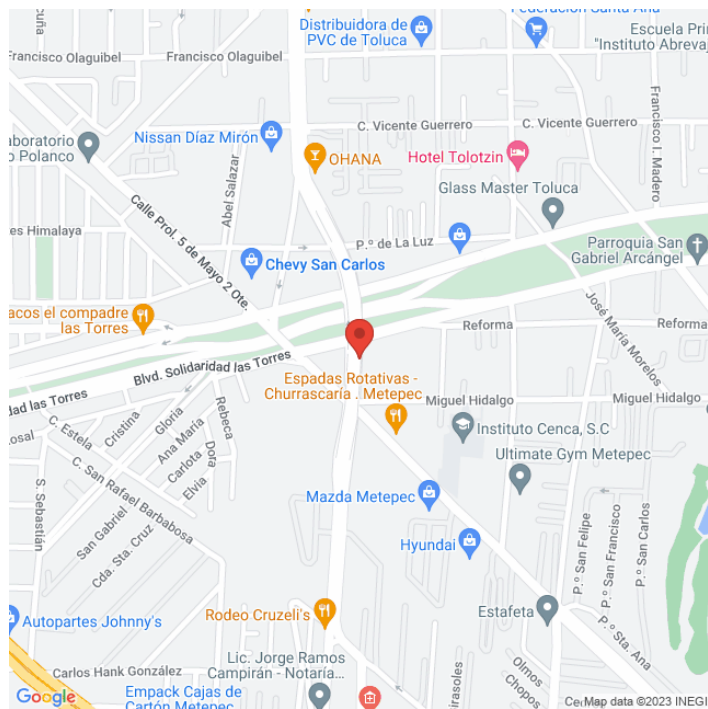 Distribuidora de
PVC de Toluca
Federación Santa Ana
Escuela Pri
"Instituto Abrevaj
Francisco Olaguibel
Francisco Olaguibel
Nissan Díaz Mirón
C. Vicente Guerrero
C. Vicente Guerrero
Francisco I. Madero
aboratorio
o Polanco
OHANA
Hotel Tolotzin
Abel Salazar
Glass Master Toluca
Calle Prol. 5 de Mayo 2 Ote.
es Himalaya
P.º de La Luz
Parroquia San
Gabriel Arcángel
Chevy San Carlos
acos el compadre
las Torres
José María Morelos
Reforma
Reforma
Blvd. Solidaridad las Torres
dad las Torres
Espadas Rotativas -
Churrascaría . Metepec
Miguel Hidalgo
Miguel Hidalgo
C. Estela
Cristina
Gloria
Ana María
Carlota
Elvia
Dora
Rebeca
osal
Instituto Cenca, S.C
Ultimate Gym Metepec
S. Sebastián
C. San Rafael Barbabosa
San Gabriel
Cda. Sta. Cruz
Mazda Metepec
Hyundai
P.º San Felipe
P.º San Francisco
P.º San Carlos
Autopartes Johnny's
Rodeo Cruzeli's
Estafeta
P.º Sta. Ana
Carlos Hank González
Lic. Jorge Ramos
Campirán - Notaría...
Empack Cajas de
Cartón Metepec
irasoles
Olmos
Chopos
Google
Map data ©2023 INEGI